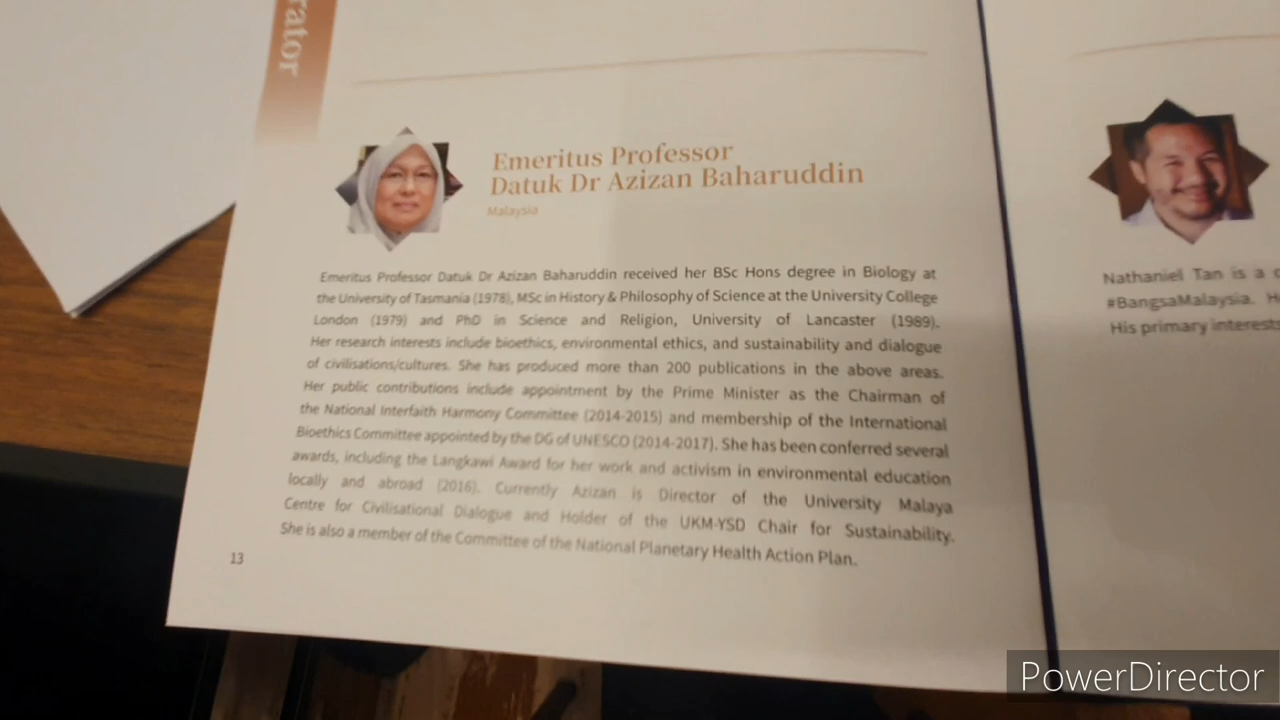 rator
Emeritus Professor
Datuk Dr Azizan Baharuddin
Malaysia
Emeritus Professor Datuk Dr Azizan Baharuddin received her BSc Hons degree in Biology at
the University of Tasmania (1978), MSc in History & Philosophy of Science at the University College
London (1979) and PhD in Science and Religion, University of Lancaster (1989).
Her research interests include bioethics, environmental ethics, and sustainability and dialogue
of civilisations/cultures. She has produced more than 200 publications in the above areas.
Her public contributions include appointment by the Prime Minister as the Chairman of
the National Interfaith Harmony Committee (2014-2015) and membership of the International
Bioethics Committee appointed by the DG of UNESCO (2014-2017). She has been conferred several
awards, including the Langkawi Award for her work and activism in environmental education
locally and abroad (2016). Currently Azizan is Director of the University Malaya
Centre for Civilisational Dialogue and Holder of the UKM-YSD Chair for Sustainability.
She is also a member of the Committee of the National Planetary Health Action Plan.
13
Nathaniel Tan is a
#BangsaMalaysia.
His primary interests
PowerDirector